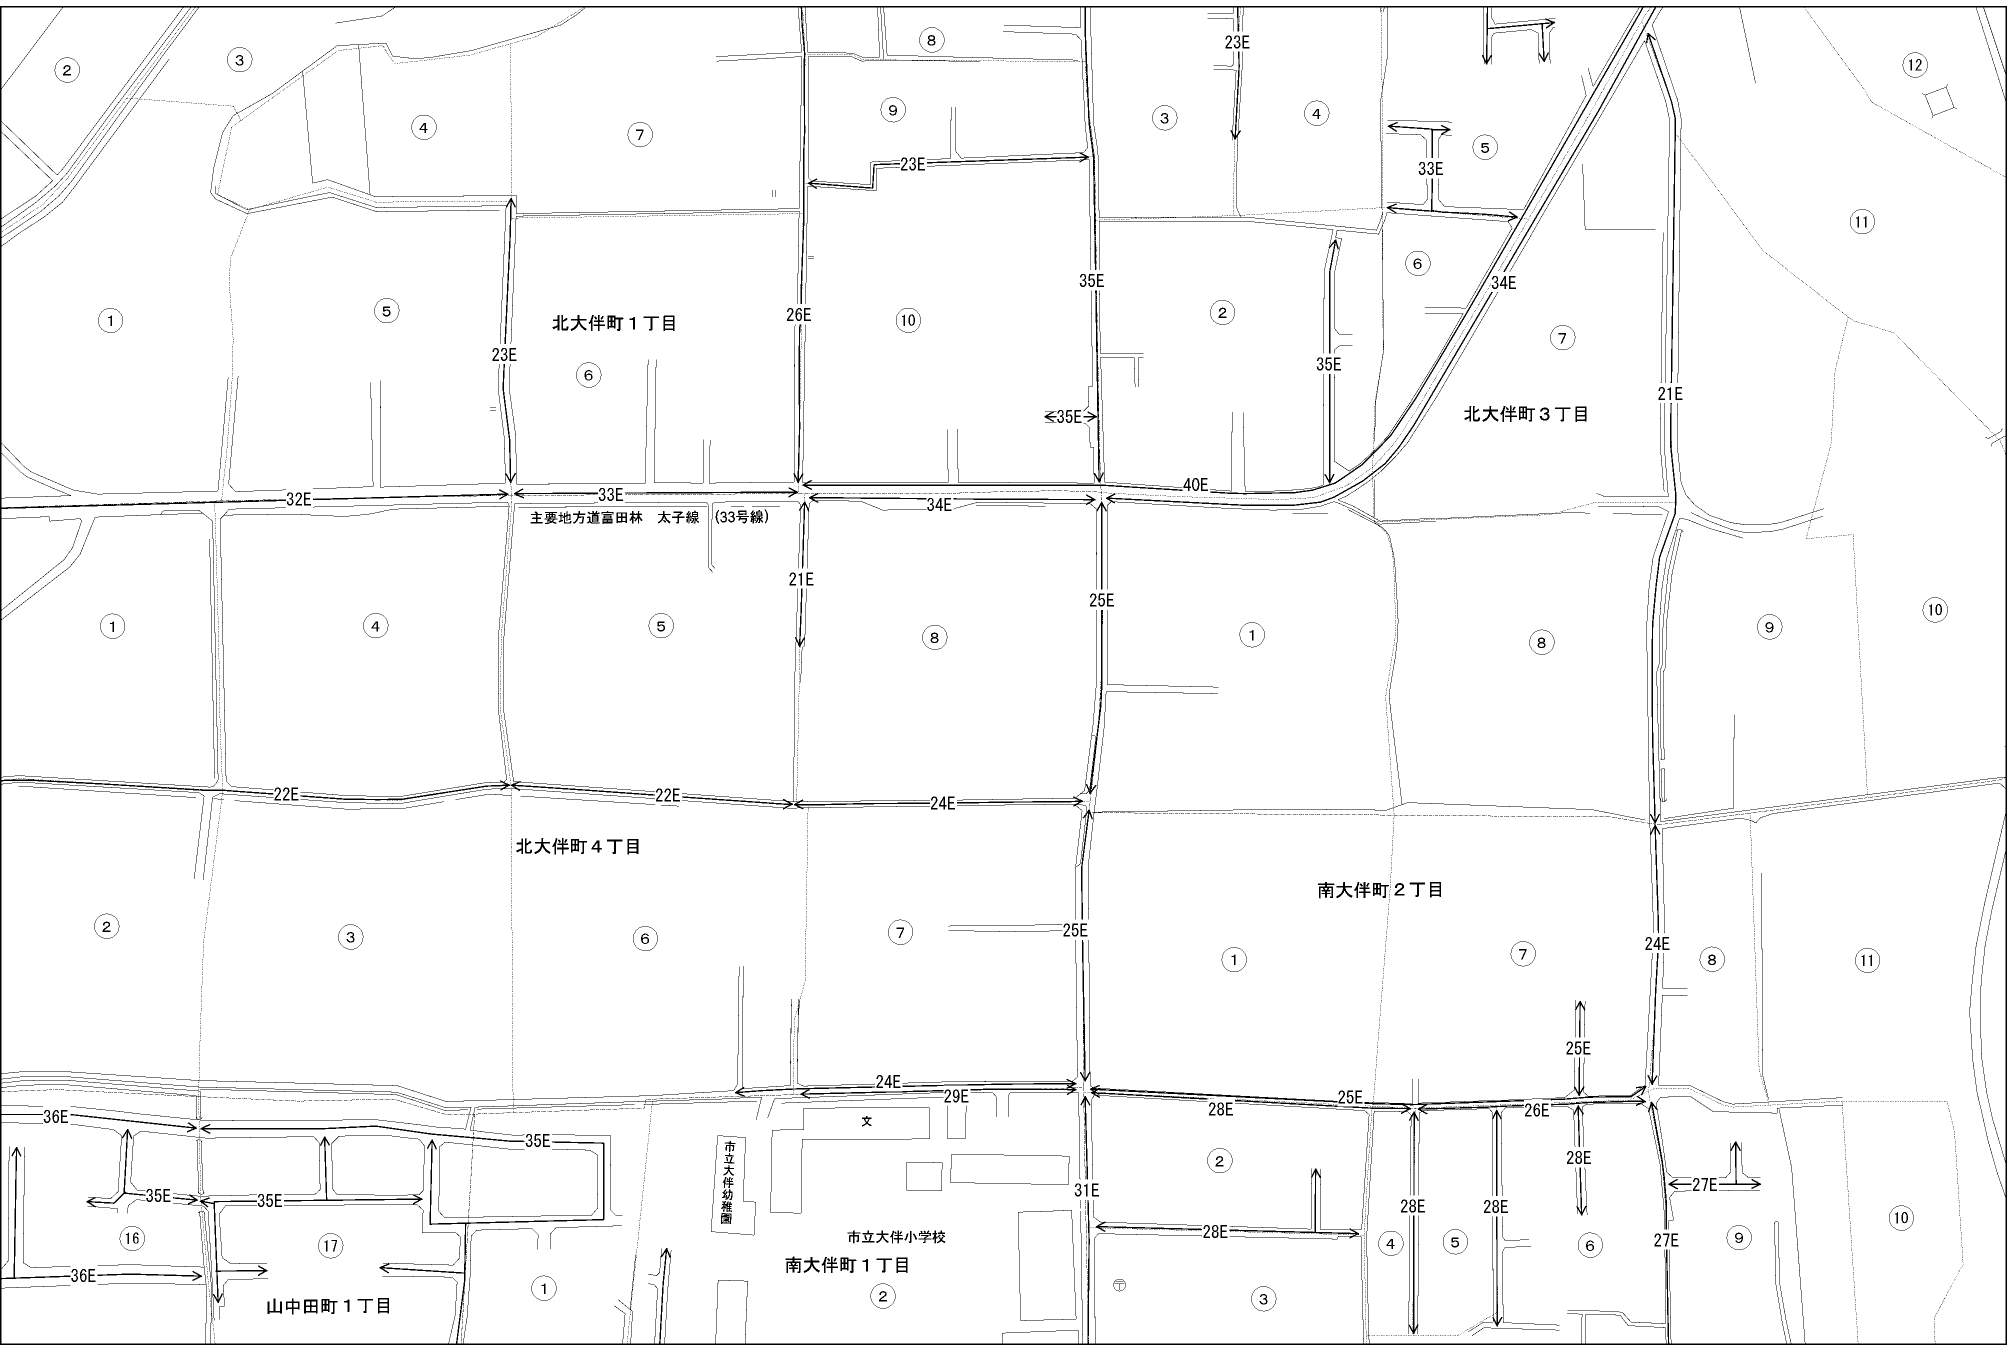 2
3
8
23E
12
4
7
9
3
4
5
33E
23E
11
1
5
北大伴町１丁目
26E
10
35E
2
6
34E
7
23E
6
35E
21E
35E
北大伴町３丁目
32E
33E
34E
40E
主要地方道富田林　太子線　(33号線)
21E
25E
1
4
5
8
1
8
9
10
22E
22E
24E
北大伴町４丁目
南大伴町２丁目
2
3
6
7
25E
1
7
24E
8
11
25E
24E
29E
25E
28E
26E
36E
35E
文
市立大伴幼稚園
2
28E
35E
35E
31E
27E
16
17
市立大伴小学校
28E
28E
4
28E
5
6
27E
9
10
36E
南大伴町１丁目
山中田町１丁目
1
2
〒
3